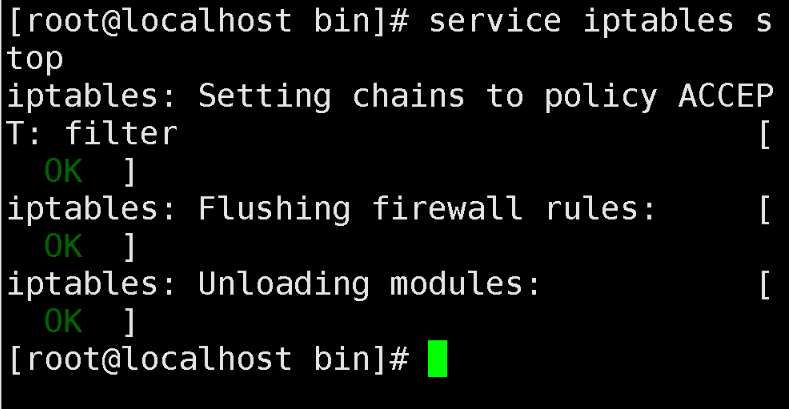 [root@localhost bin]# service iptables s
top
iptables: Setting chains to policy ACCEP
T: filter                              [
  OK  ]
iptables: Flushing firewall rules:     [
  OK  ]
iptables: Unloading modules:           [
  OK  ]
[root@localhost bin]#